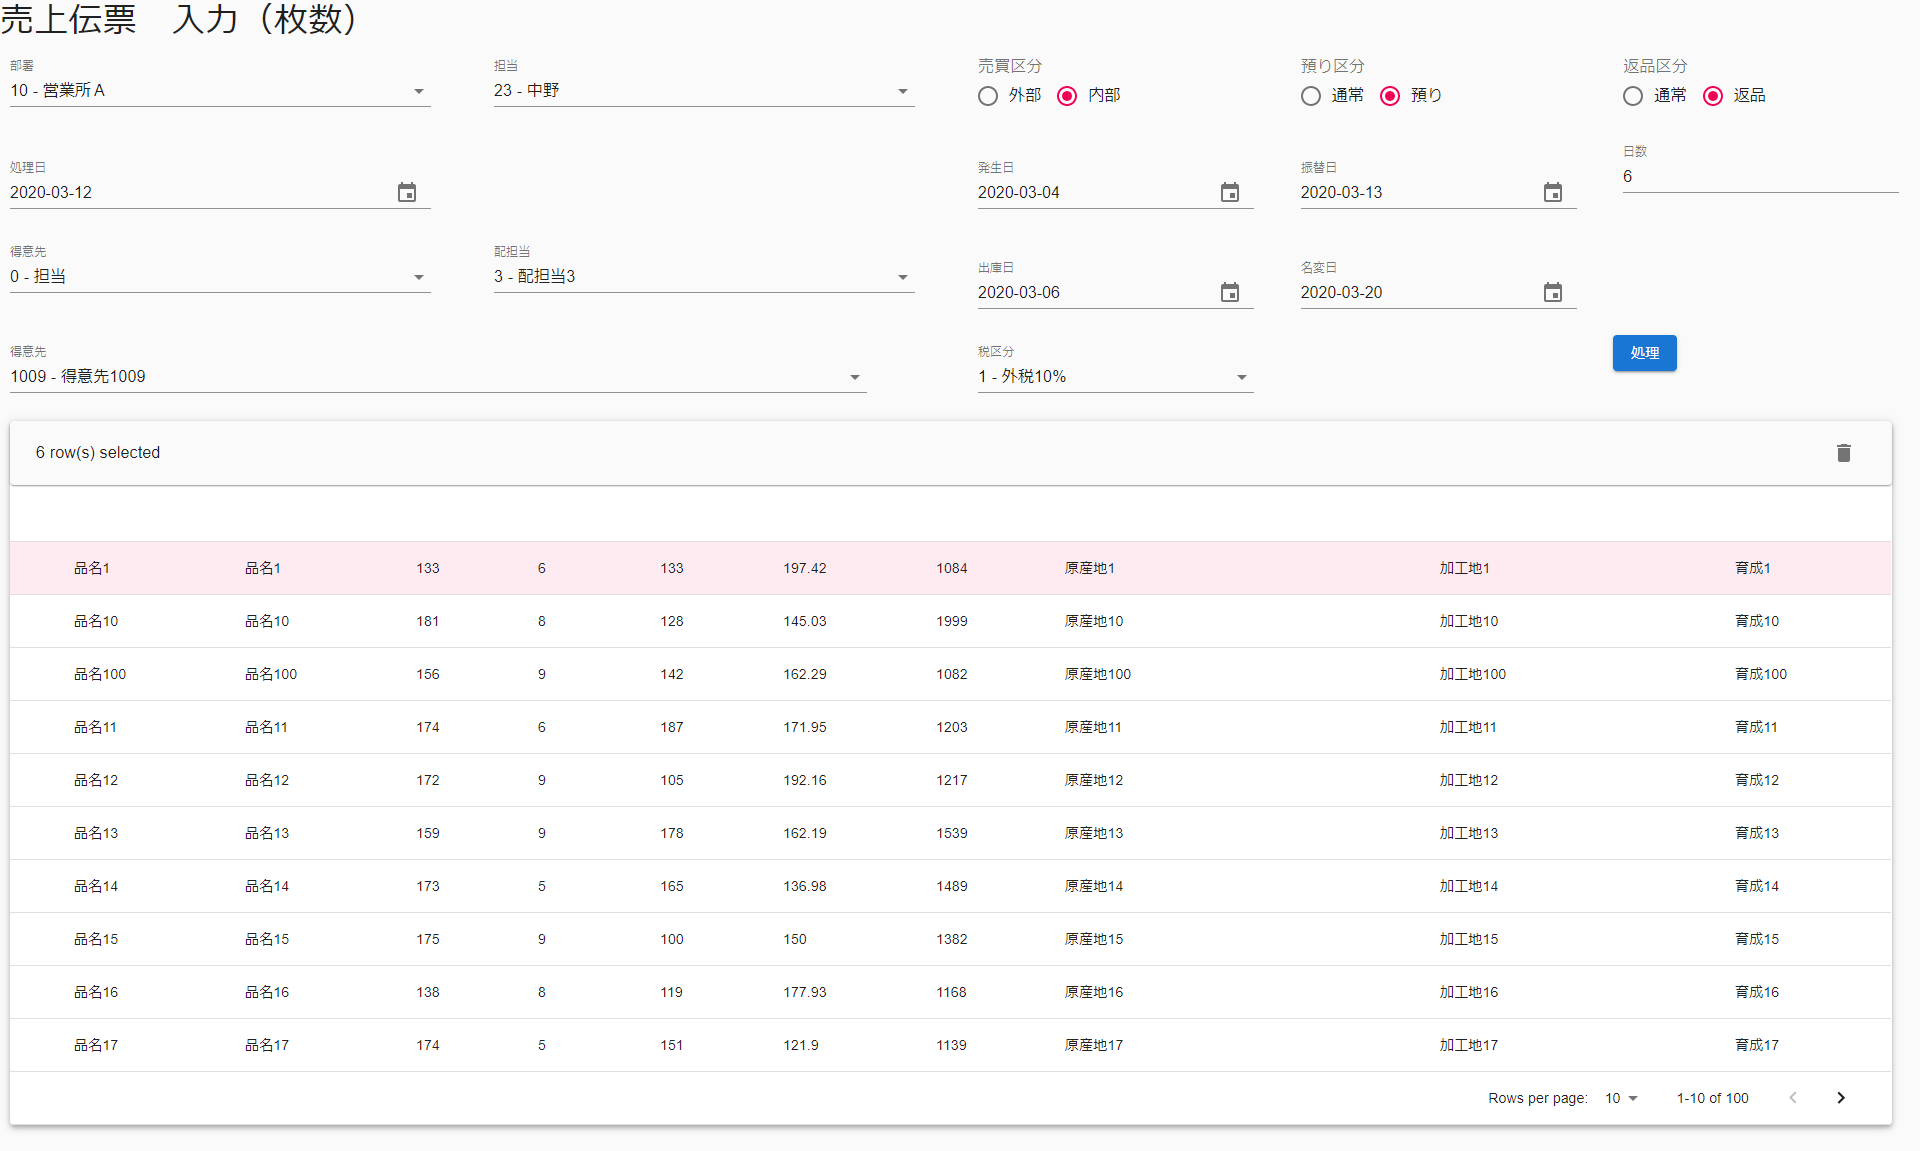 売上伝票　入力（枚数）
部署
10 - 営業所Ａ
担当
23 - 中野
売買区分
外部 内部
預り区分
通常 預り
返品区分
通常 返品
処理日
2020-03-12
発生日
2020-03-04
振替日
2020-03-13
日数
6
得意先
0 - 担当
配担当
3 - 配担当3
出庫日
2020-03-06
名変日
2020-03-20
得意先
1009 - 得意先1009
税区分
1 - 外税10%
処理
6 row(s) selected
品名1 品名1 133 6 133 197.42 1084 原産地1 加工地1 育成1
品名10 品名10 181 8 128 145.03 1999 原産地10 加工地10 育成10
品名100 品名100 156 9 142 162.29 1082 原産地100 加工地100 育成100
品名11 品名11 174 6 187 171.95 1203 原産地11 加工地11 育成11
品名12 品名12 172 9 105 192.16 1217 原産地12 加工地12 育成12
品名13 品名13 159 9 178 162.19 1539 原産地13 加工地13 育成13
品名14 品名14 173 5 165 136.98 1489 原産地14 加工地14 育成14
品名15 品名15 175 9 100 150 1382 原産地15 加工地15 育成15
品名16 品名16 138 8 119 177.93 1168 原産地16 加工地16 育成16
品名17 品名17 174 5 151 121.9 1139 原産地17 加工地17 育成17
Rows per page: 10 1-10 of 100